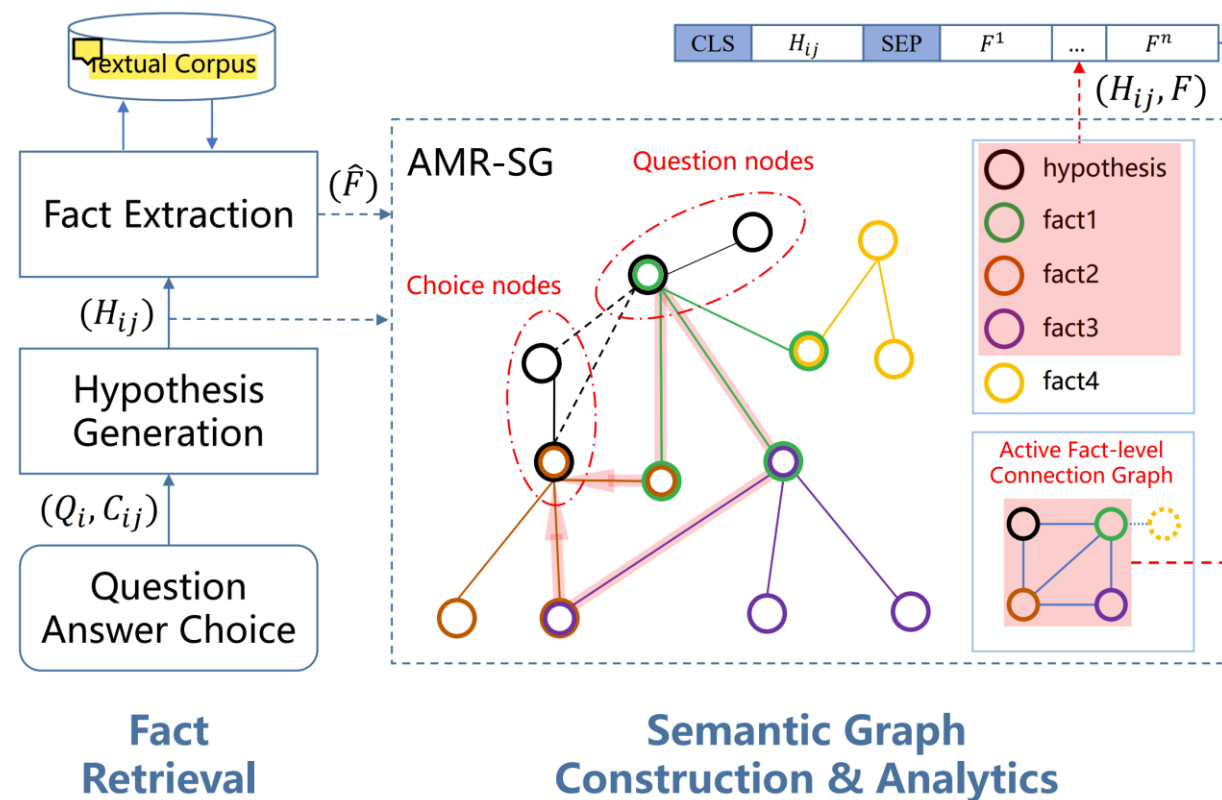 Textual Corpus
Fact Extraction
(F̂)
(H_ij)
Hypothesis
Generation
(Q_i, C_ij)
Question
Answer Choice
Fact
Retrieval
CLS H_ij SEP F^1 ... F^n
(H_ij, F)
AMR-SG
Question nodes
Choice nodes
hypothesis
fact1
fact2
fact3
fact4
Active Fact-level
Connection Graph
Semantic Graph
Construction & Analytics